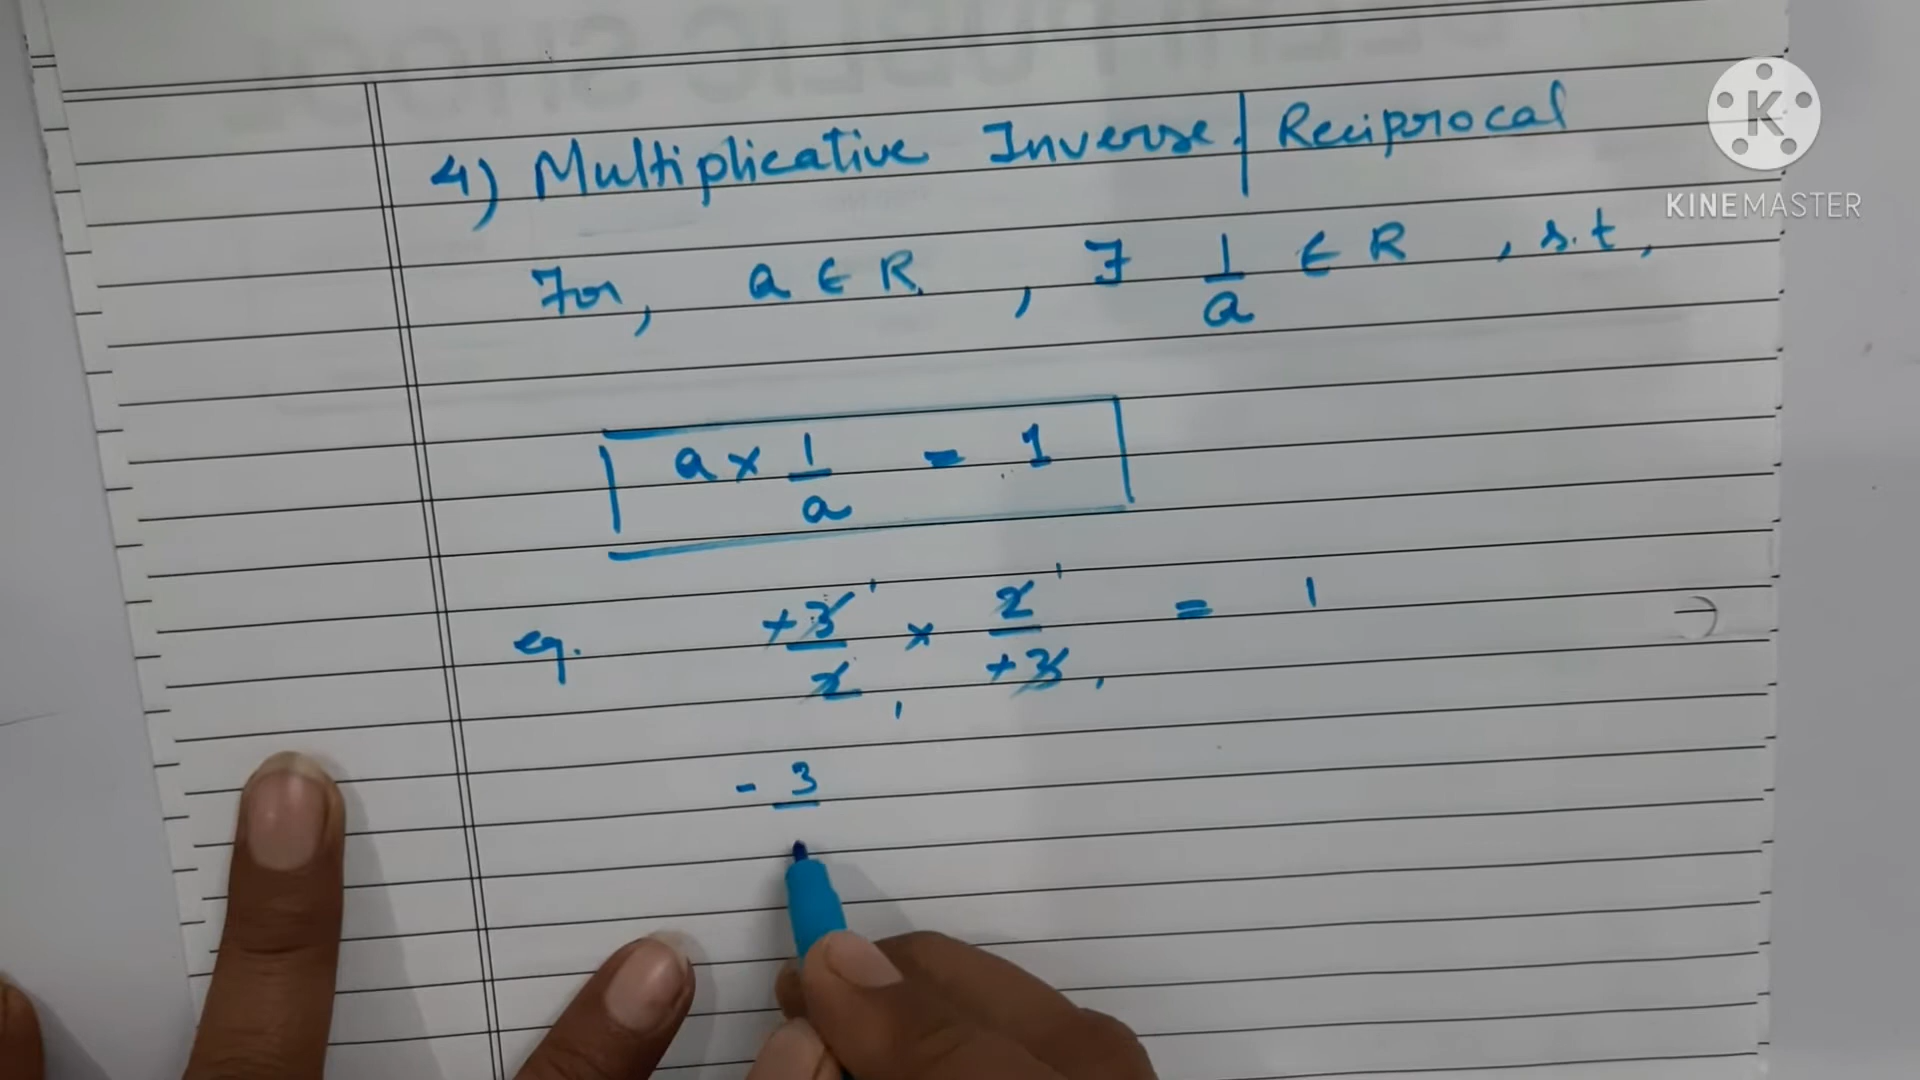 4) Multiplicative Inverse / Reciprocal
For, a ∈ R, ∃ 1/a ∈ R, s.t,
a × 1/a = 1
eg. +3/2 × 2/+3 = 1
- 3
K
KINEMASTER